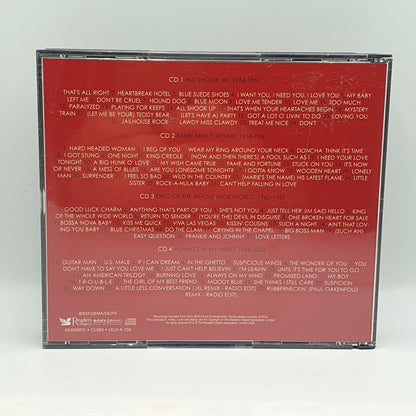 CD 1 ALL SHOOK UP: 1954-1957
THAT'S ALL RIGHT HEARTBREAK HOTEL BLUE SUEDE SHOES I WANT YOU, I NEED YOU, I LOVE YOU MY BABY
LEFT ME DON'T BE CRUEL HOUND DOG BLUE MOON LOVE ME TENDER LOVE ME TOO MUCH
PARALYZED PLAYING FOR KEEPS ALL SHOOK UP THAT'S WHEN YOUR HEARTACHES BEGIN MYSTERY
TRAIN (LET ME BE YOUR) TEDDY BEAR GOT A LOT O' LIVIN' TO DO LOVING YOU
LAWDY MISS CLAWDY TREAT ME NICE DON'T
JAILHOUSE ROCK
CD 2 FAME AND FORTUNE: 1958-1961
HARD HEADED WOMAN I BEG OF YOU WEAR MY RING AROUND YOUR NECK DONCHA' THINK IT'S TIME
I GOT STUNG ONE NIGHT KING CREOLE (NOW AND THEN THERE'S) A FOOL SUCH AS I I NEED YOUR LOVE
TONIGHT A BIG HUNK O' LOVE MY WISH CAME TRUE FAME AND FORTUNE STUCK ON YOU IT'S NOW
OR NEVER A MESS OF BLUES ARE YOU LONESOME TONIGHT I GOTTA KNOW WOODEN HEART LONELY
MAN SURRENDER I FEEL SO BAD WILD IN THE COUNTRY (MARIE'S THE NAME) HIS LATEST FLAME LITTLE
SISTER ROCK-A-HULA BABY CAN'T HELP FALLING IN LOVE
CD 3 KING OF THE WHOLE WIDE WORLD: 1962-1967
GOOD LUCK CHARM ANYTHING THAT'S PART OF YOU SHE'S NOT YOU JUST TELL HER JIM SAID HELLO KING
OF THE WHOLE WIDE WORLD RETURN TO SENDER (YOU'RE THE) DEVIL IN DISGUISE ONE BROKEN HEART FOR SALE
BOSSA NOVA BABY KISS ME QUICK VIVA LAS VEGAS KISSIN COUSINS SUCH A NIGHT AIN'T THAT LOV-
ING YOU BABY BLUE CHRISTMAS DO THE CLAM CRYING IN THE CHAPEL BIG BOSS MAN (SUCH AN)
EASY QUESTION FRANKIE AND JOHNNY LOVE LETTERS
CD 4 ALWAYS ON MY MIND: 1968-2003
GUITAR MAN U.S. MALE IF I CAN DREAM IN THE GHETTO SUSPICIOUS MINDS THE WONDER OF YOU YOU
DON'T HAVE TO SAY YOU LOVE ME I JUST CAN'T HELP BELIEVIN' I'M LEAVIN' UNTIL IT'S TIME FOR YOU TO GO
AN AMERICAN TRILOGY BURNING LOVE ALWAYS ON MY MIND PROMISED LAND MY BOY
T-R-O-U-B-L-E THE GIRL OF MY BEST FRIEND MOODY BLUE SHE THINKS I STILL CARE SUSPICION
WAY DOWN A LITTLE LESS CONVERSATION (JXL REMIX - RADIO EDIT) RUBBERNECKIN' (PAUL OAKENFOLD
REMIX - RADIO EDIT)
BIEM/GEMA/MCPS